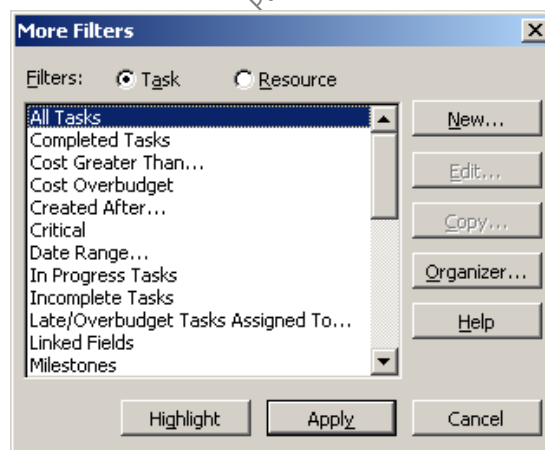 More Filters
Filters: Task Resource
All Tasks
Completed Tasks
Cost Greater Than...
Cost Overbudget
Created After...
Critical
Date Range...
In Progress Tasks
Incomplete Tasks
Late/Overbudget Tasks Assigned To...
Linked Fields
Milestones
New...
Edit...
Copy...
Organizer...
Help
Highlight Apply Cancel